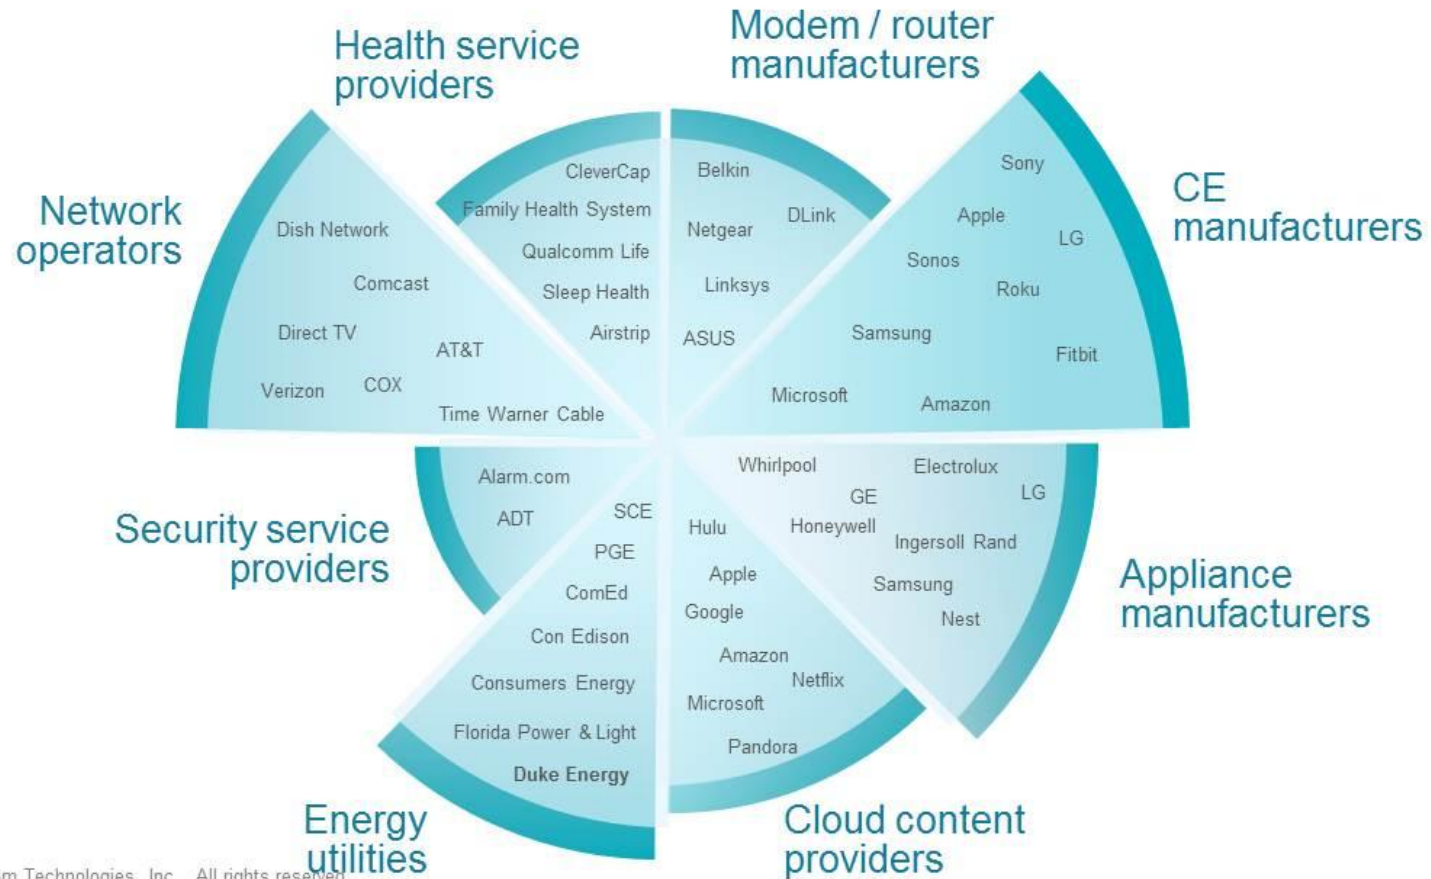 Health service
providers
Modem / router
manufacturers
CE
manufacturers
Network
operators
CleverCap
Family Health System
Qualcomm Life
Sleep Health
Airstrip
Belkin
DLink
Netgear
Linksys
ASUS
Sony
Apple
LG
Sonos
Roku
Samsung
Fitbit
Microsoft
Amazon
Dish Network
Comcast
Direct TV
AT&T
Verizon
COX
Time Warner Cable
Security service
providers
Alarm.com
ADT
SCE
PGE
ComEd
Con Edison
Consumers Energy
Florida Power & Light
Duke Energy
Energy
utilities
Hulu
Apple
Google
Amazon
Netflix
Microsoft
Pandora
Cloud content
providers
Whirlpool
Electrolux
GE
LG
Honeywell
Ingersoll Rand
Samsung
Nest
Appliance
manufacturers
Technologies, Inc. All rights reserved